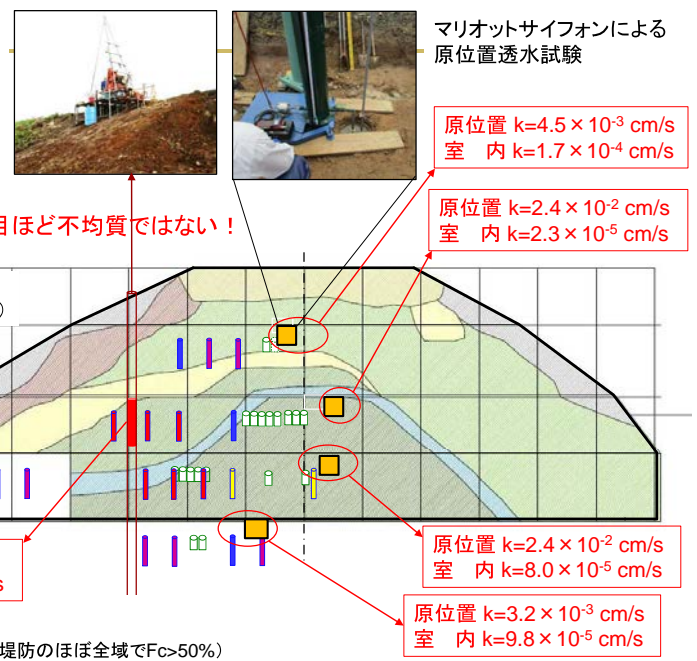 マリオットサイフォンによる
原位置透水試験
原位置 k=4.5×10-3 cm/s
室 内 k=1.7×10-4 cm/s
目ほど不均質ではない！
原位置 k=2.4×10-2 cm/s
室 内 k=2.3×10-5 cm/s
)
原位置 k=2.4×10-2 cm/s
室 内 k=8.0×10-5 cm/s
s
原位置 k=3.2×10-3 cm/s
室 内 k=9.8×10-5 cm/s
堤防のほぼ全域でFc>50%）